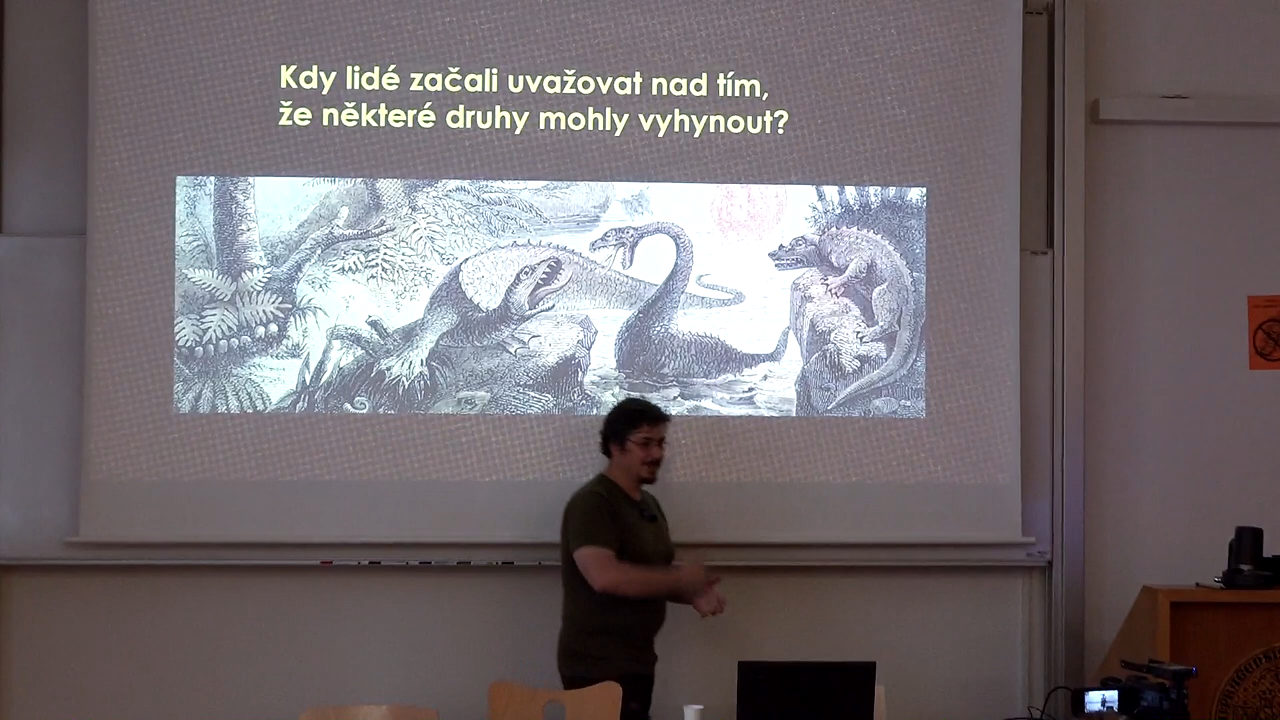 Kdy lidé začali uvažovat nad tím,
že některé druhy mohly vyhynout?